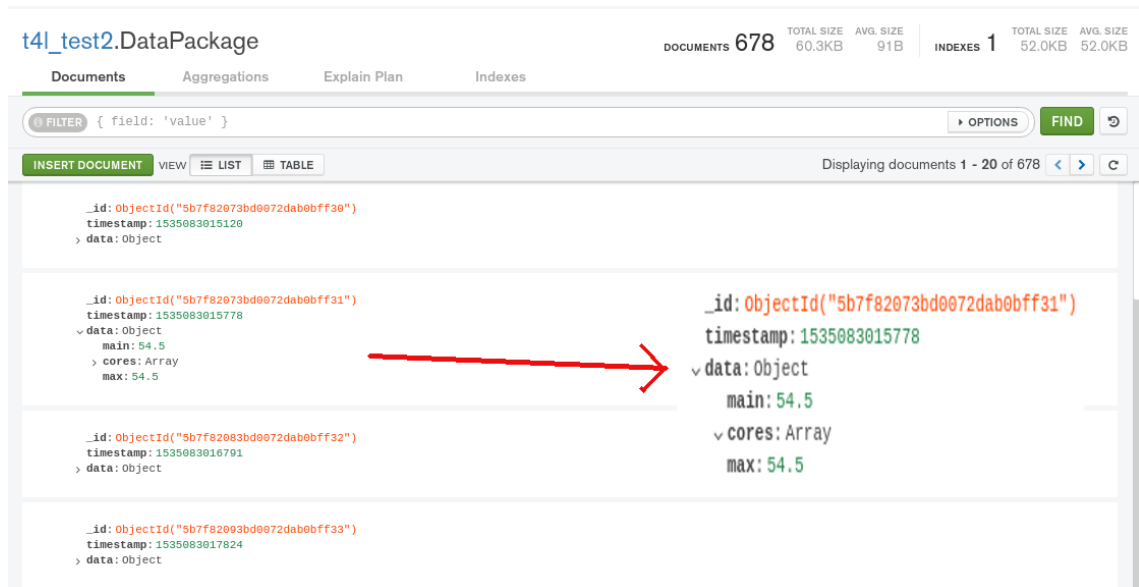 t4l_test2.DataPackage
DOCUMENTS 678 TOTAL SIZE 60.3KB AVG. SIZE 91B INDEXES 1 TOTAL SIZE 52.0KB AVG. SIZE 52.0KB
Documents Aggregations Explain Plan Indexes
FILTER { field: 'value' } OPTIONS FIND
INSERT DOCUMENT VIEW LIST TABLE Displaying documents 1 - 20 of 678
_id: ObjectId("5b7f82073bd0072dab0bff30")
timestamp: 1535083015120
data: Object
_id: ObjectId("5b7f82073bd0072dab0bff31")
timestamp: 1535083015778
data: Object
main: 54.5
cores: Array
max: 54.5
_id: ObjectId("5b7f82073bd0072dab0bff31")
timestamp: 1535083015778
data: Object
main: 54.5
cores: Array
max: 54.5
_id: ObjectId("5b7f82083bd0072dab0bff32")
timestamp: 1535083016791
data: Object
_id: ObjectId("5b7f82093bd0072dab0bff33")
timestamp: 1535083017824
data: Object